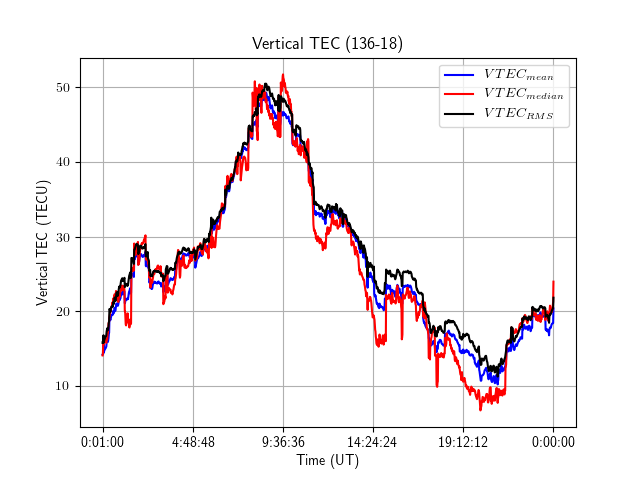 Vertical TEC (136-18)
VTEC_mean
VTEC_median
VTEC_RMS
Vertical TEC (TECU)
50
40
30
20
10
0:01:00 4:48:48 9:36:36 14:24:24 19:12:12 0:00:00
Time (UT)